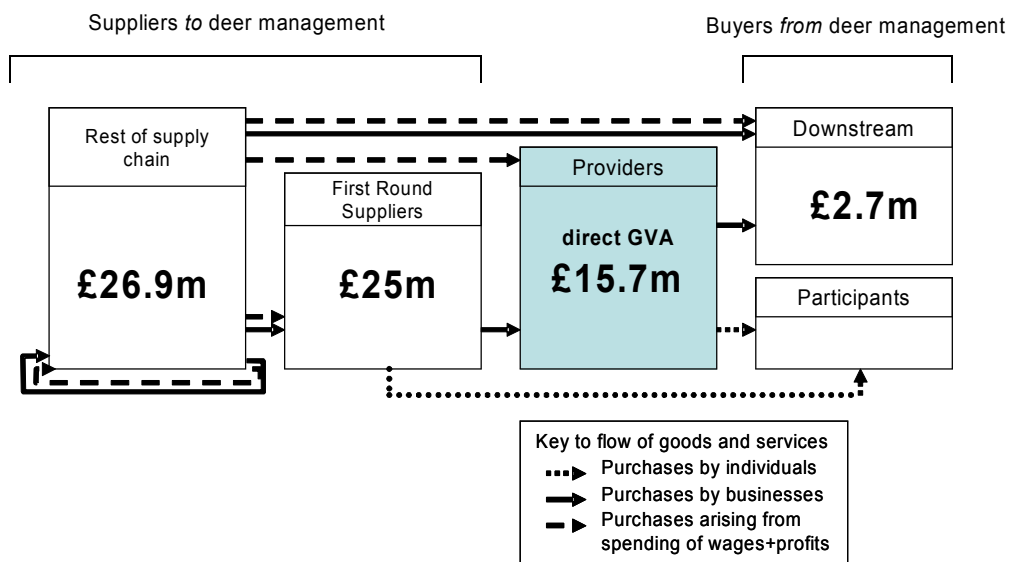 Suppliers to deer management
Buyers from deer management
Rest of supply
chain
£26.9m
First Round
Suppliers
£25m
Providers
direct GVA
£15.7m
Downstream
£2.7m
Participants
Key to flow of goods and services
Purchases by individuals
Purchases by businesses
Purchases arising from
spending of wages+profits